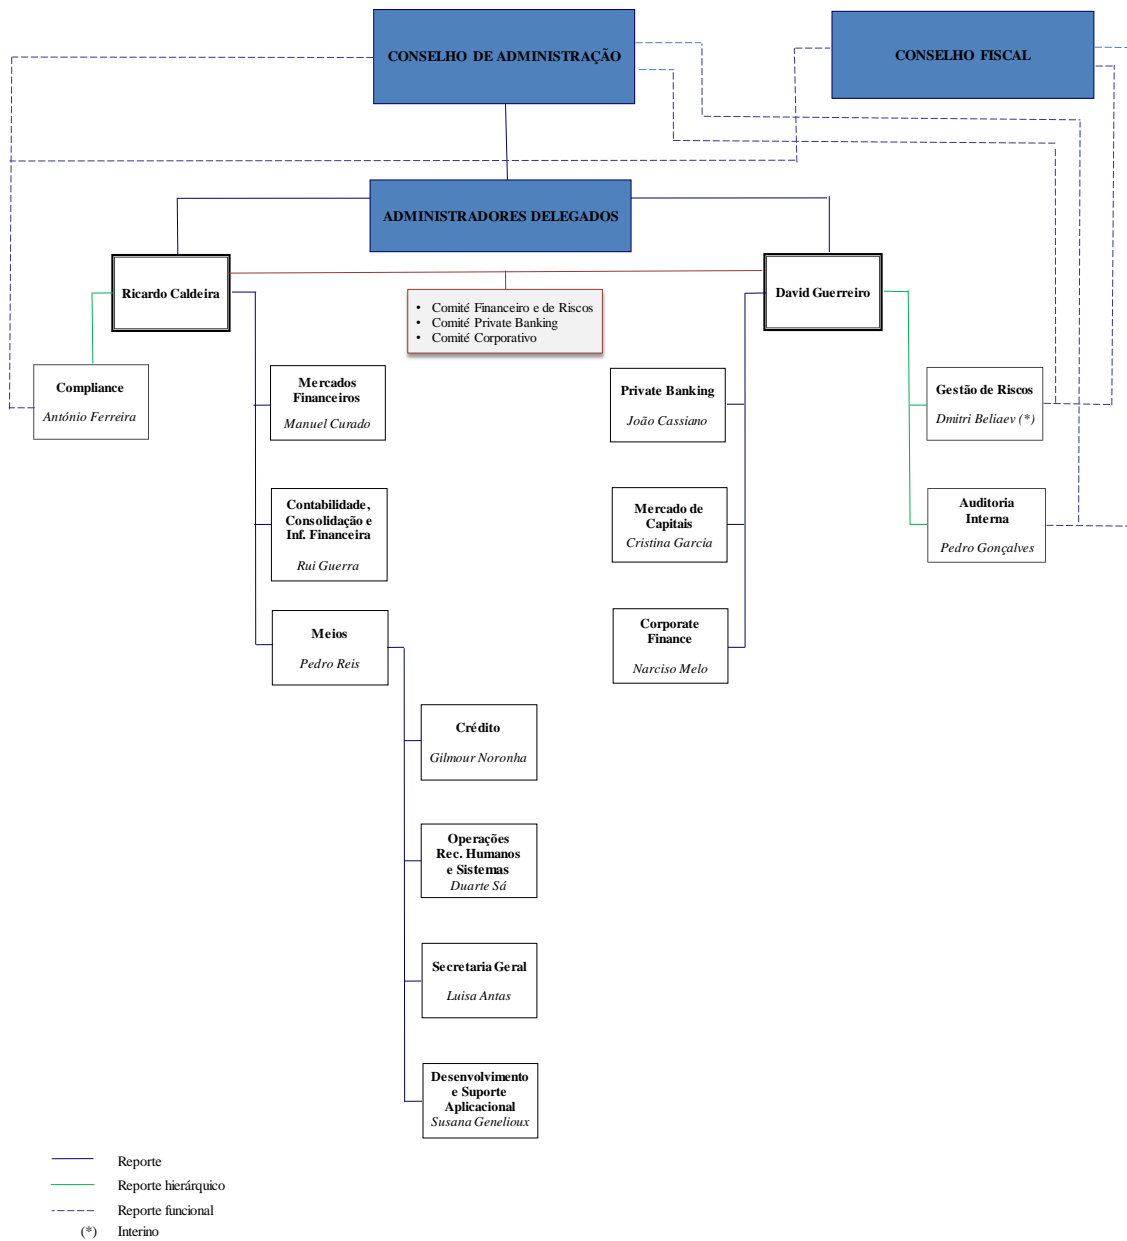 CONSELHO DE ADMINISTRAÇÃO
CONSELHO FISCAL
ADMINISTRADORES DELEGADOS
Ricardo Caldeira
David Guerreiro
• Comité Financeiro e de Riscos
• Comité Private Banking
• Comité Corporativo
Compliance
António Ferreira
Mercados
Financeiros
Manuel Curado
Private Banking
João Cassiano
Gestão de Riscos
Dmitri Beliaev (*)
Contabilidade,
Consolidação e
Inf. Financeira
Rui Guerra
Mercado de
Capitais
Cristina Garcia
Auditoria
Interna
Pedro Gonçalves
Meios
Pedro Reis
Corporate
Finance
Narciso Melo
Crédito
Gilmour Noronha
Operações
Rec. Humanos
e Sistemas
Duarte Sá
Secretaria Geral
Luisa Antas
Desenvolvimento
e Suporte
Aplicacional
Susana Genelioux
Reporte
Reporte hierárquico
Reporte funcional
(*) Interino